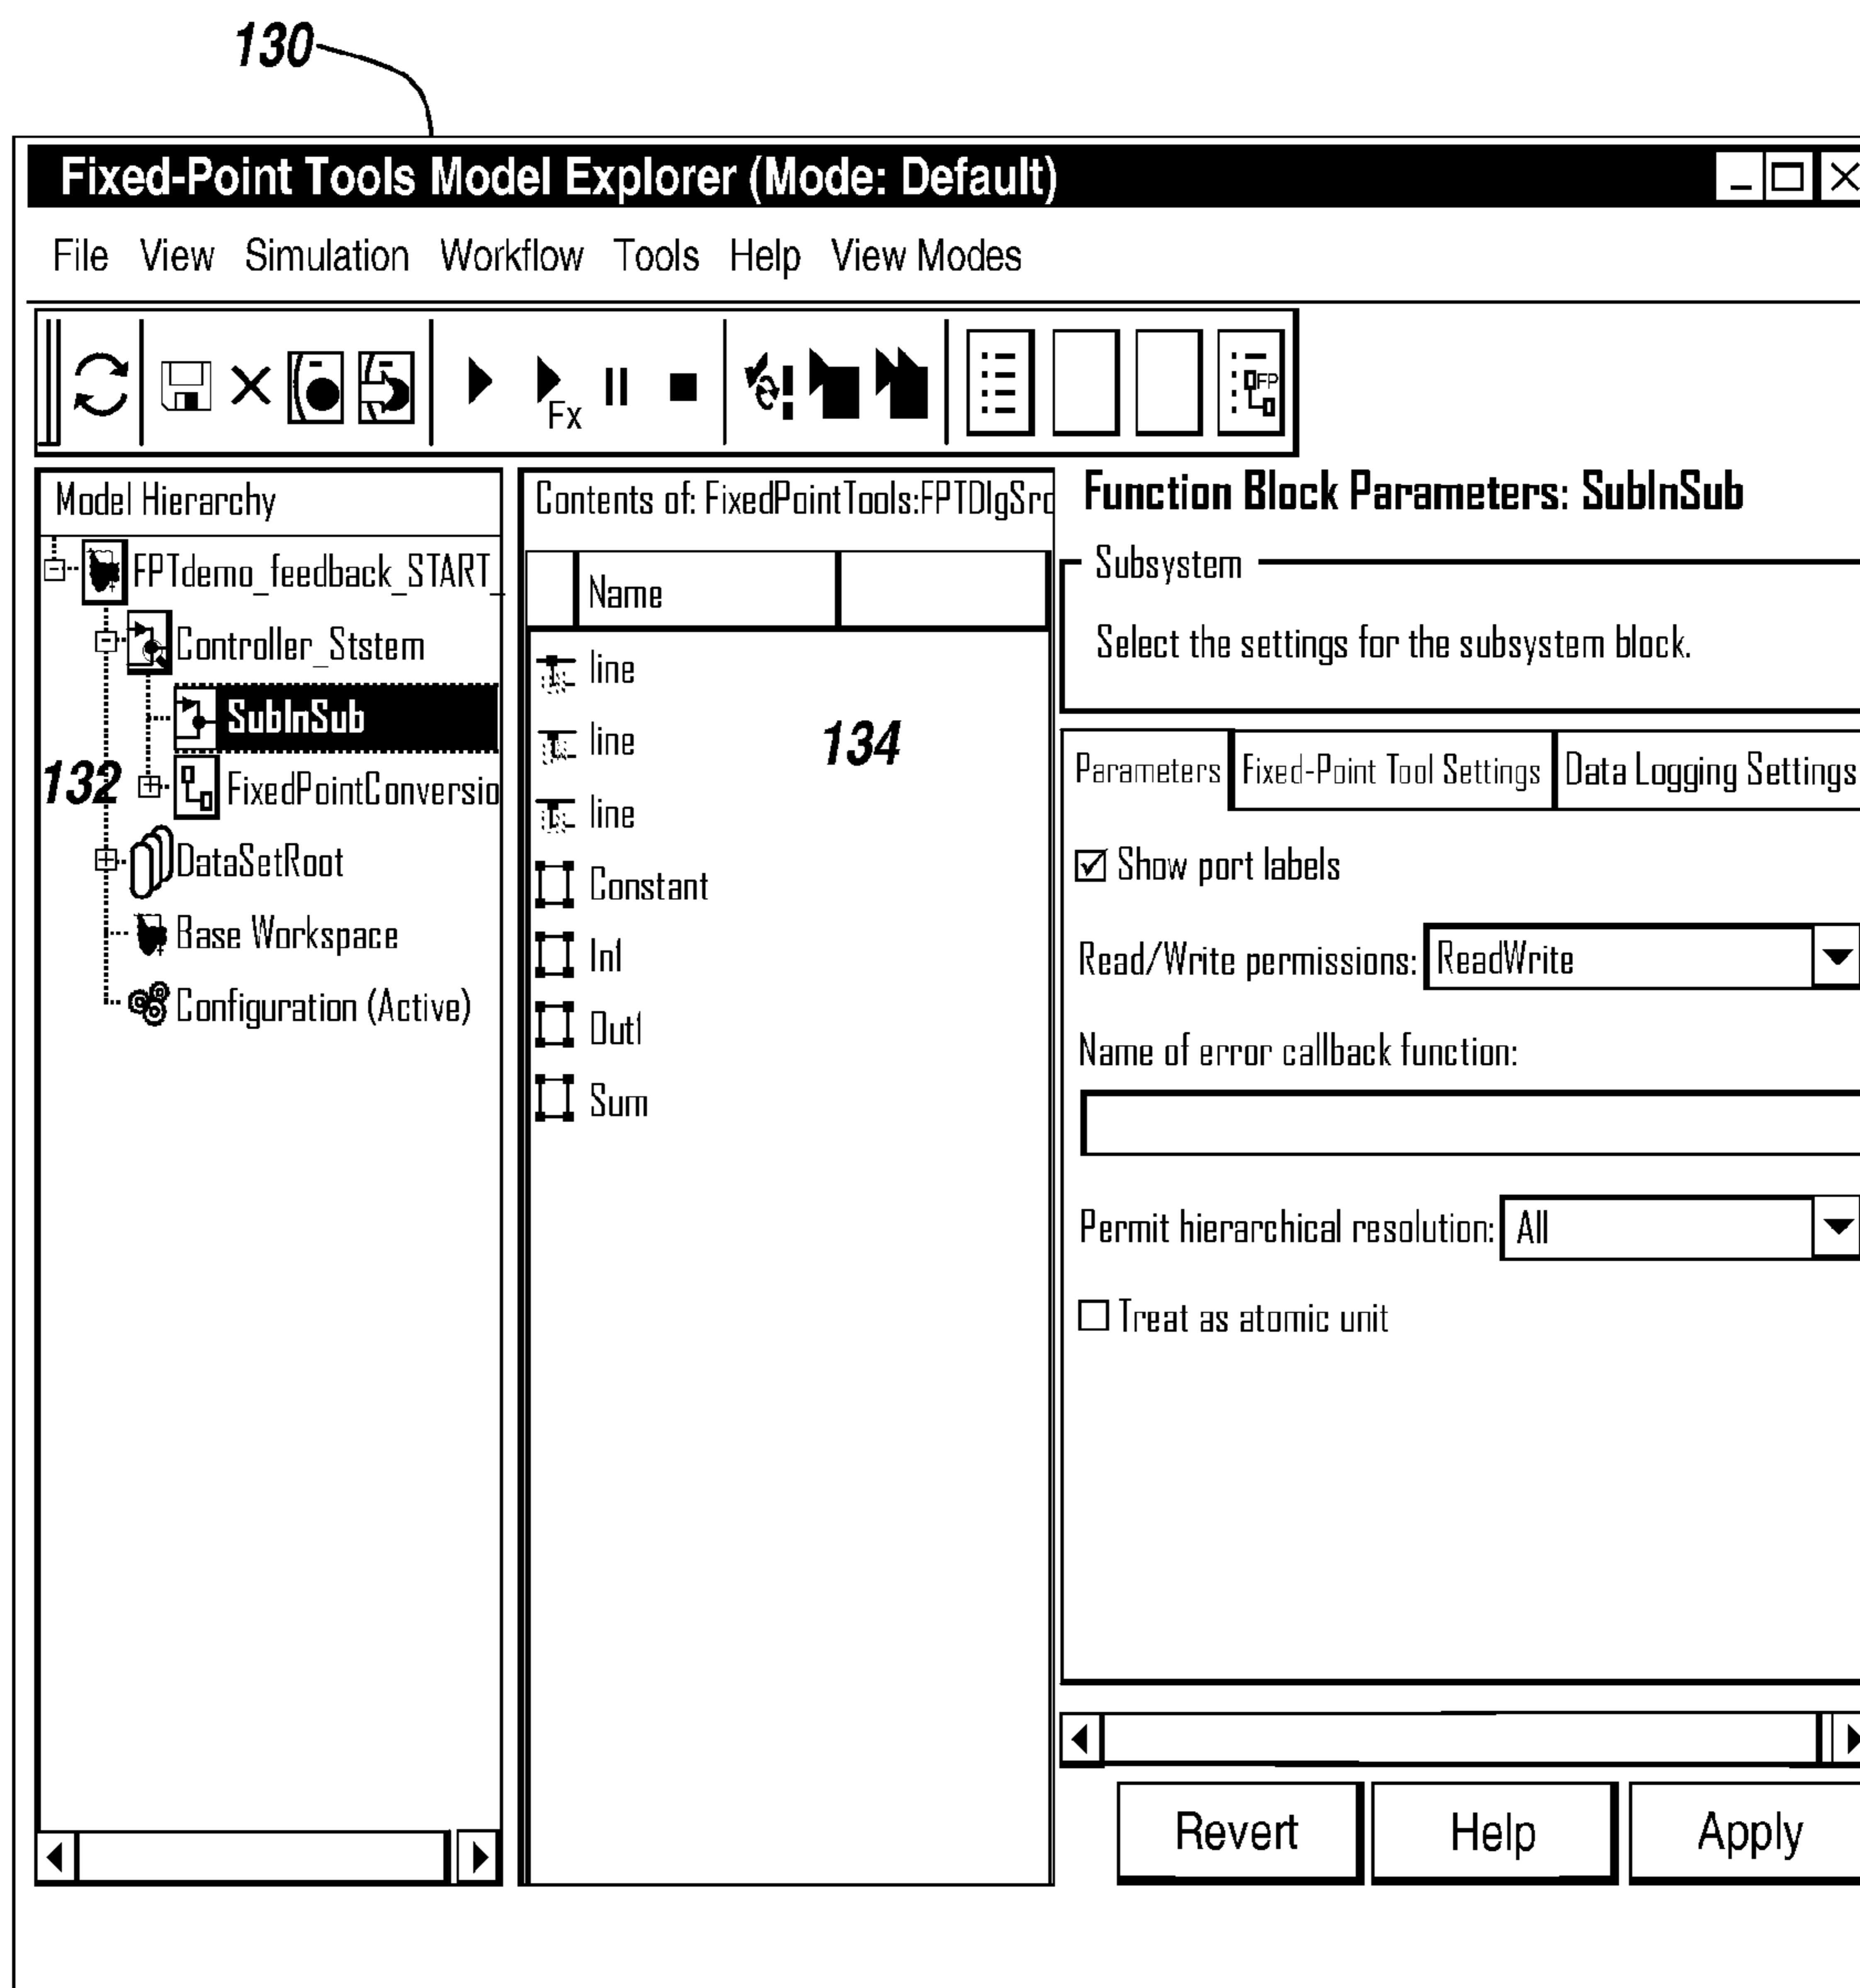 130
Fixed-Point Tools Model Explorer (Mode: Default)
File View Simulation Workflow Tools Help View Modes
Fx
FP
Model Hierarchy
FPTdemo_feedback_START_
Controller_Ststem
SubInSub
132
FixedPointConversio
DataSetRoot
Base Workspace
Configuration (Active)
Contents of: FixedPointTools:FPTDlgSrc
Name
line
line
134
line
Constant
In1
Out1
Sum
Function Block Parameters: SubInSub
Subsystem
Select the settings for the subsystem block.
Parameters Fixed-Point Tool Settings Data Logging Settings
Show port labels
Read/Write permissions: ReadWrite
Name of error callback function:
Permit hierarchical resolution: All
Treat as atomic unit
Revert Help Apply